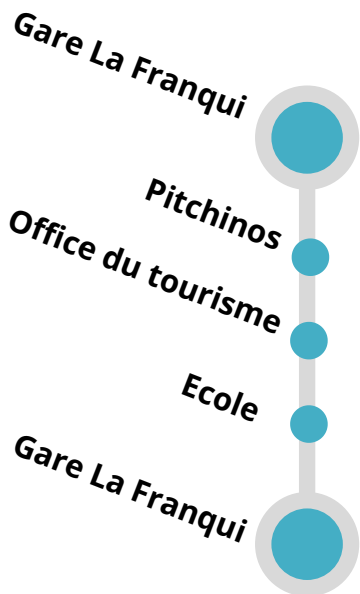 Gare La Franqui
Pitchinos
Office du tourisme
Ecole
Gare La Franqui